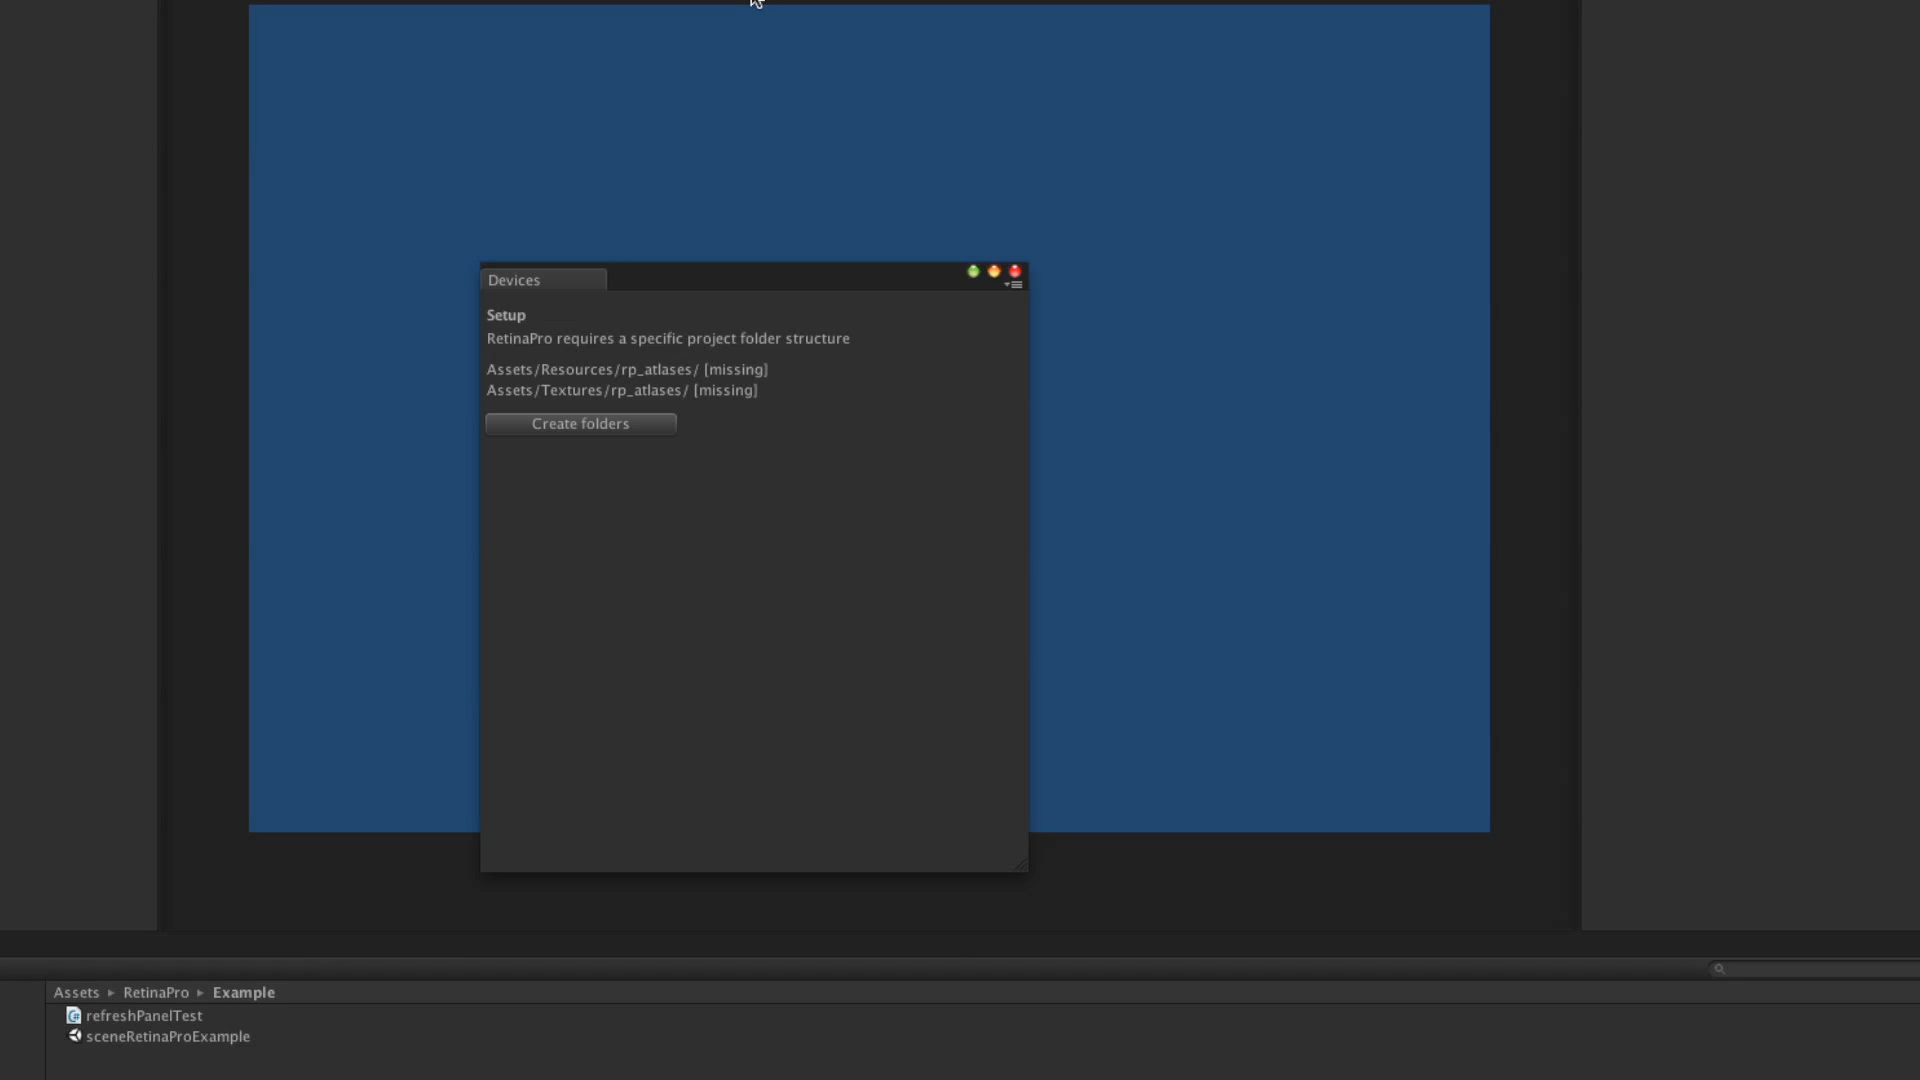 Devices
Setup
RetinaPro requires a specific project folder structure
Assets/Resources/rp_atlases/ [missing]
Assets/Textures/rp_atlases/ [missing]
Create folders
Assets RetinaPro Example
refreshPanelTest
sceneRetinaProExample